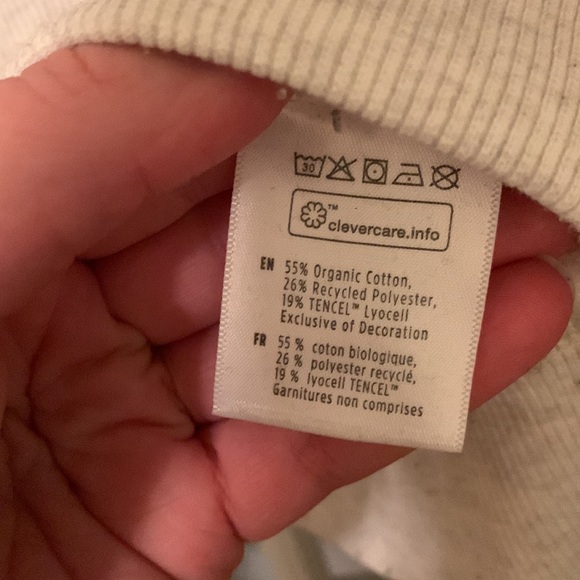 30
™
clevercare.info
EN 55% Organic Cotton,
26% Recycled Polyester,
19% TENCEL™ Lyocell
Exclusive of Decoration
FR 55 % coton biologique,
26 % polyester recyclé,
19 % lyocell TENCEL™
Garnitures non comprises